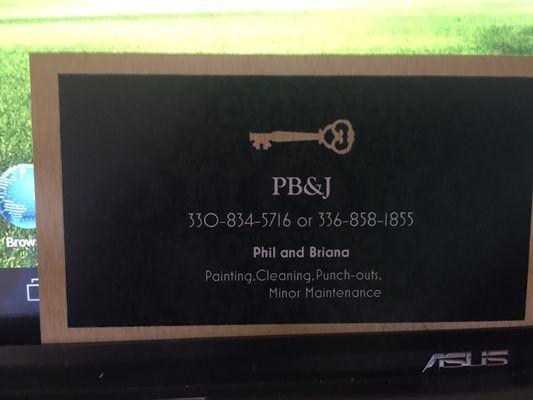 PB&J
330-834-5716 or 336-858-1855
Phil and Briana
Painting,Cleaning,Punch-outs,
Minor Maintenance
Brow
ASUS